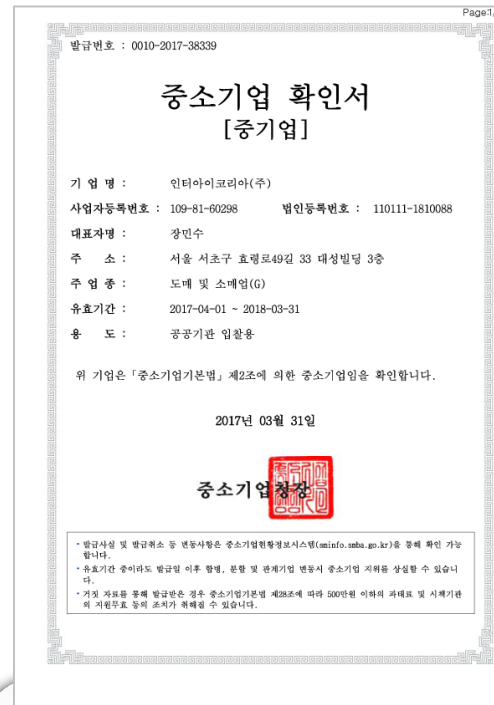 Page:1
발급번호 : 0010-2017-38339
중소기업 확인서
[중기업]
기 업 명 : 인터아이코리아(주)
사업자등록번호 : 109-81-60298 법인등록번호 : 110111-1810088
대표자명 : 장민수
주 소 : 서울 서초구 효령로49길 33 대성빌딩 3층
주 업 종 : 도매 및 소매업(G)
유효기간 : 2017-04-01 ~ 2018-03-31
용 도 : 공공기관 입찰용
위 기업은「중소기업기본법」제2조에 의한 중소기업임을 확인합니다.
2017년 03월 31일
중소기업청장
• 발급사실 및 발급취소 등 변동사항은 중소기업현황정보시스템(sminfo.smba.go.kr)을 통해 확인 가능
합니다.
• 유효기간 중이라도 발급일 이후 합병, 분할 및 관계기업 변동시 중소기업 지위를 상실할 수 있습니
다.
• 거짓 자료를 통해 발급받은 경우 중소기업기본법 제28조에 따라 500만원 이하의 과태료 및 시책기관
의 지원무효 등의 조치가 취해질 수 있습니다.